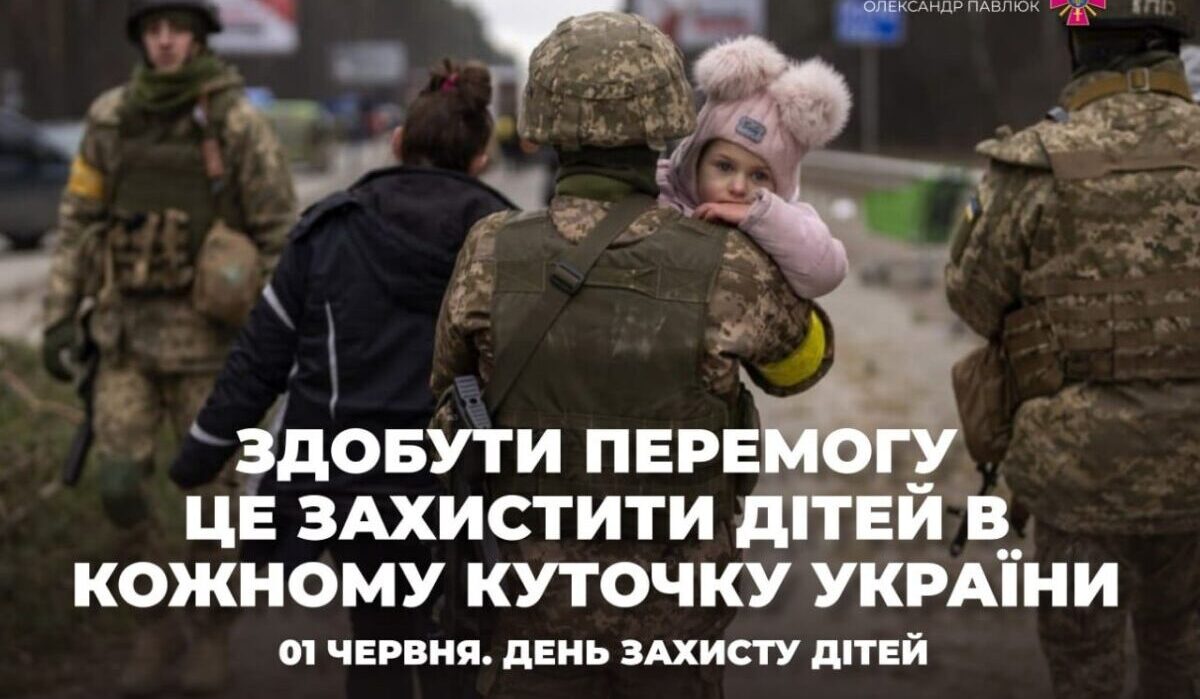 ОЛЕКСАНДР ПАВЛЮК
ЗДОБУТИ ПЕРЕМОГУ
ЦЕ ЗАХИСТИТИ ДІТЕЙ В
КОЖНОМУ КУТОЧКУ УКРАЇНИ
01 ЧЕРВНЯ. ДЕНЬ ЗАХИСТУ ДІТЕЙ